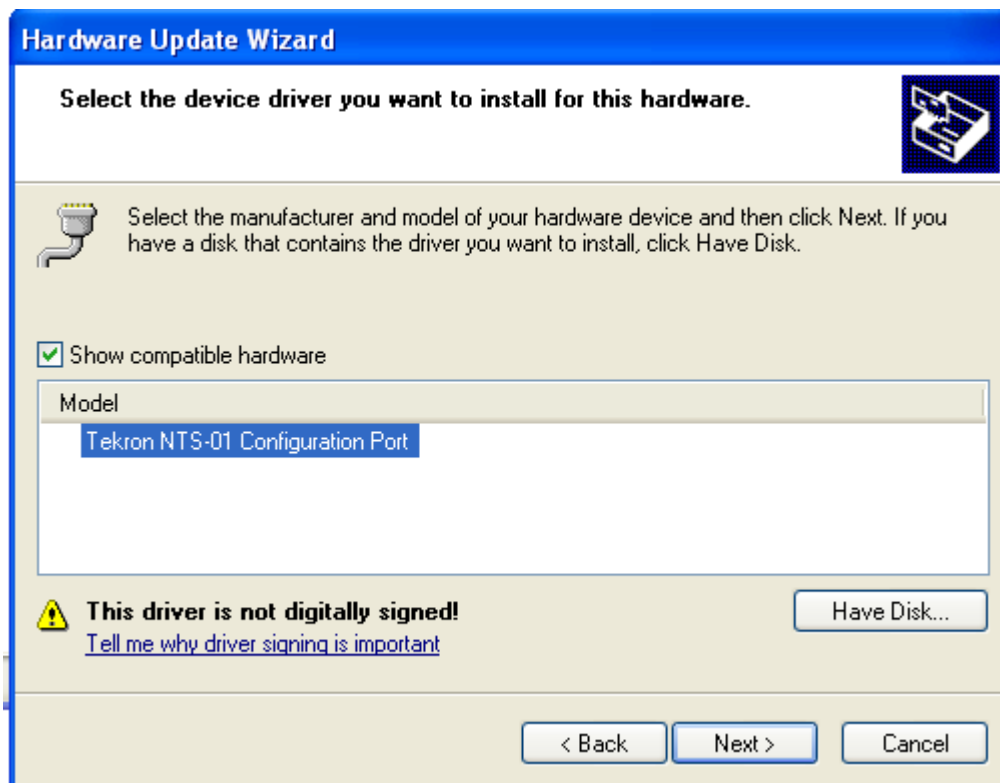 Hardware Update Wizard
Select the device driver you want to install for this hardware.
Select the manufacturer and model of your hardware device and then click Next. If you
have a disk that contains the driver you want to install, click Have Disk.
Show compatible hardware
Model
Tekron NTS-01 Configuration Port
This driver is not digitally signed!
Have Disk...
Tell me why driver signing is important
< Back
Next >
Cancel